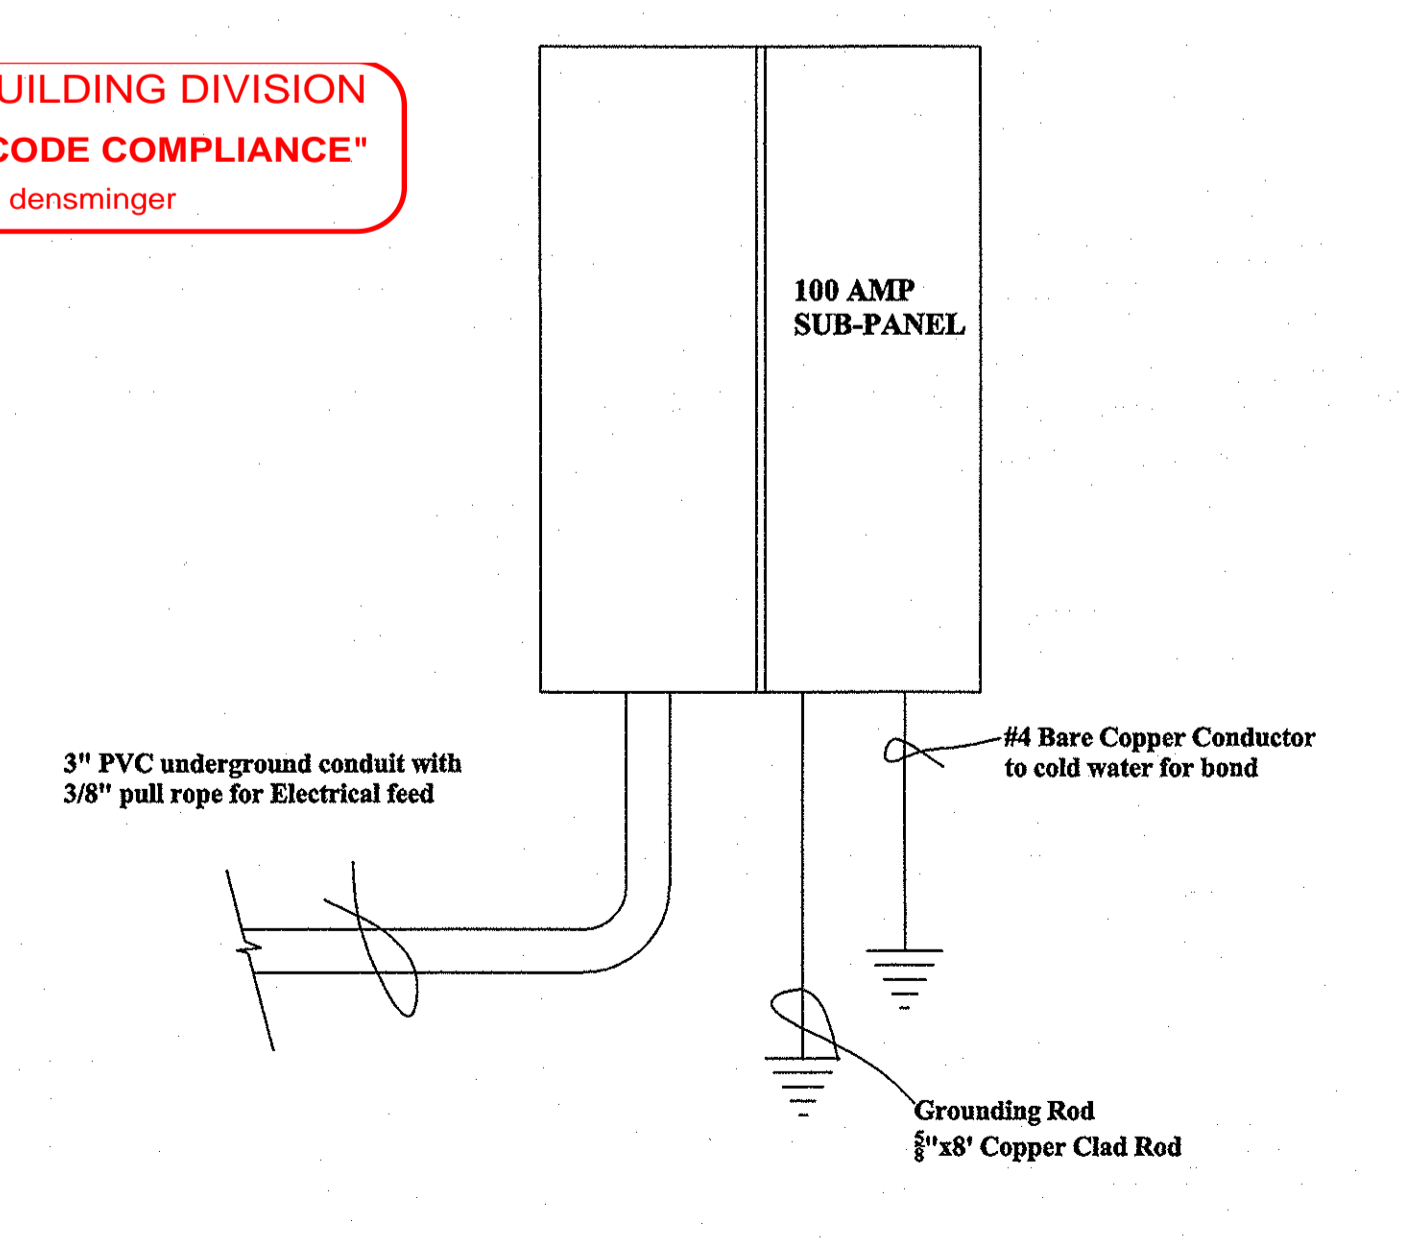 UILDING DIVISION
CODE COMPLIANCE"
densminger
100 AMP
SUB-PANEL
#4 Bare Copper Conductor
to cold water for bond
3" PVC underground conduit with
3/8" pull rope for Electrical feed
Grounding Rod
5/8"x8' Copper Clad Rod